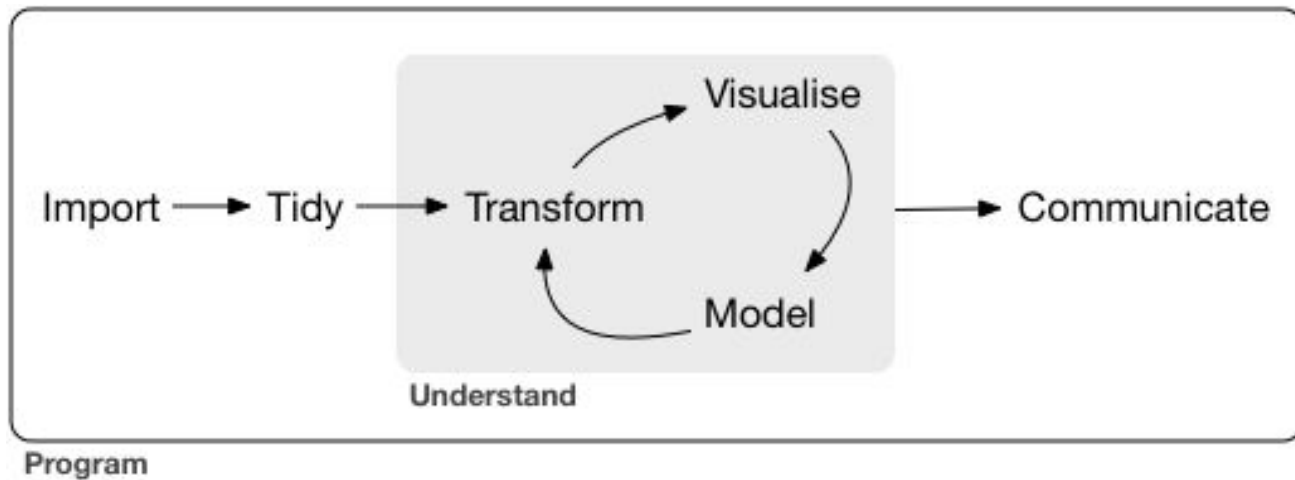 Visualise
Import
Tidy
Transform
Communicate
Model
Understand
Program